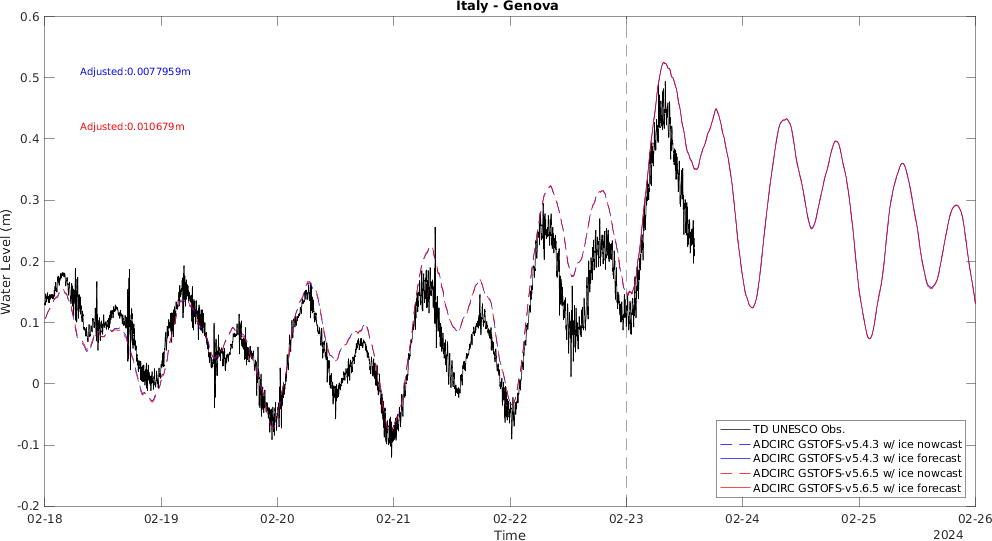 Italy - Genova
0.6
0.5
0.4
0.3
0.2
0.1
0
-0.1
-0.2
Water Level (m)
Adjusted:0.0077959m
Adjusted:0.010679m
TD UNESCO Obs.
ADCIRC GSTOFS-v5.4.3 w/ ice nowcast
ADCIRC GSTOFS-v5.4.3 w/ ice forecast
ADCIRC GSTOFS-v5.6.5 w/ ice nowcast
ADCIRC GSTOFS-v5.6.5 w/ ice forecast
02-18 02-19 02-20 02-21 02-22 02-23 02-24 02-25 02-26
Time
2024